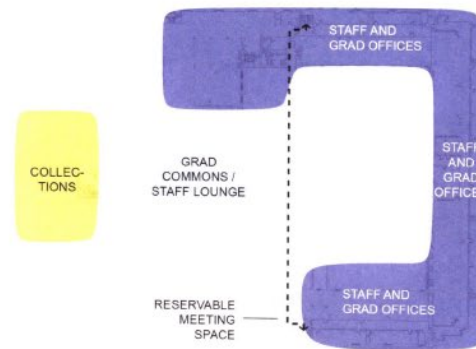 STAFF AND
GRAD OFFICES
COLLEC-
TIONS
GRAD
COMMONS /
STAFF LOUNGE
STAFF
AND
GRAD
OFFICES
STAFF AND
GRAD OFFICES
RESERVABLE
MEETING
SPACE